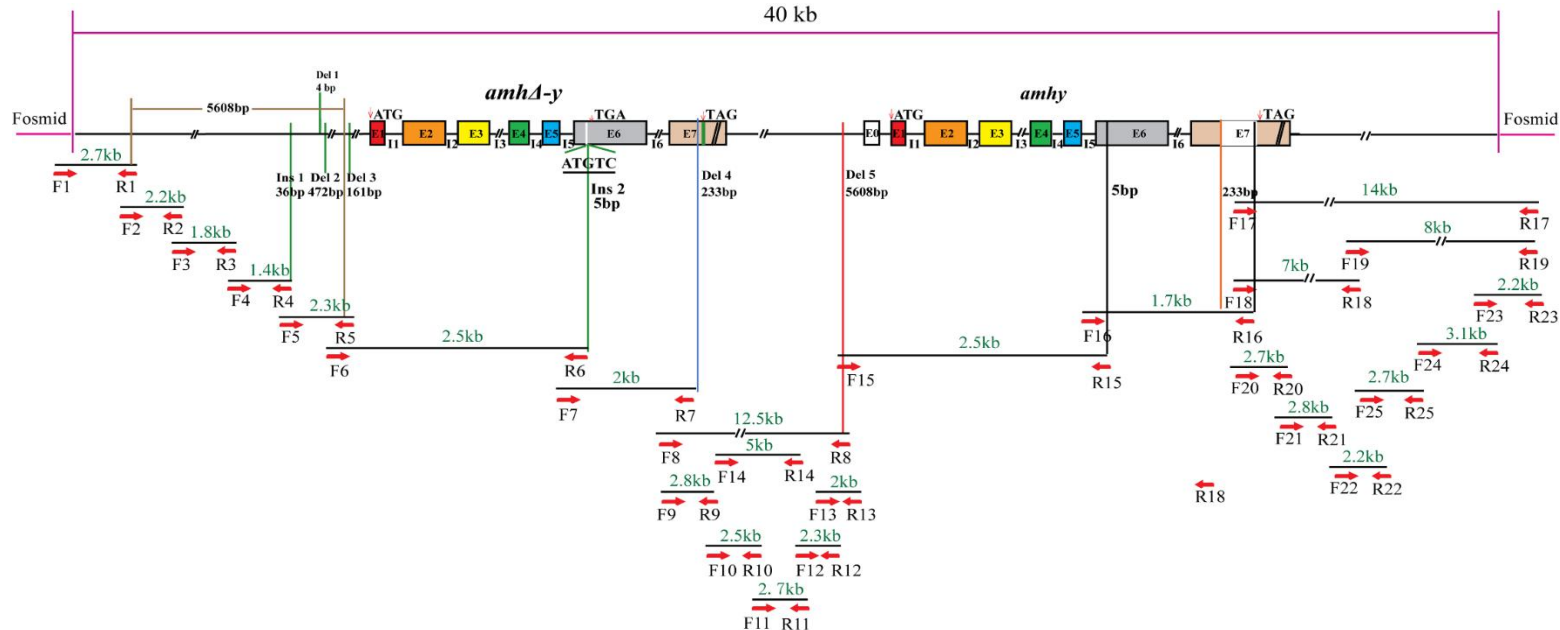 40 kb
Del 1
4 bp
amhΔ-y
amhy
Fosmid
5608bp
ATG
TGA
TAG
ATG
TAG
Fosmid
E1 E2 E3 E4 E5 E6 E7 E0 E1 E2 E3 E4 E5 E6 E7
I1 I2 I3 I4 I5 I6 I1 I2 I3 I4 I5 I6
2.7kb
F1 R1
ATGTC
Ins 1
36bp
Del 2
472bp
Del 3
161bp
Ins 2
5bp
Del 4
233bp
Del 5
5608bp
5bp
233bp
2.2kb
F2 R2
14kb
F17 R17
1.8kb
F3 R3
8kb
F19 R19
1.4kb
F4 R4
7kb
F18 R18
2.3kb
F5 R5
1.7kb
F16 R16
2.2kb
F23 R23
2.5kb
F6 R6
2.5kb
F15 R15
3.1kb
F24 R24
2kb
F7 R7
2.7kb
F20 R20
2.7kb
F25 R25
12.5kb
F8 R8
2.8kb
F21 R21
5kb
F14 R14
2.2kb
F22 R22
2.8kb
F9 R9
2kb
F13 R13
R18
2.5kb
F10 R10
2.3kb
F12 R12
2. 7kb
F11 R11